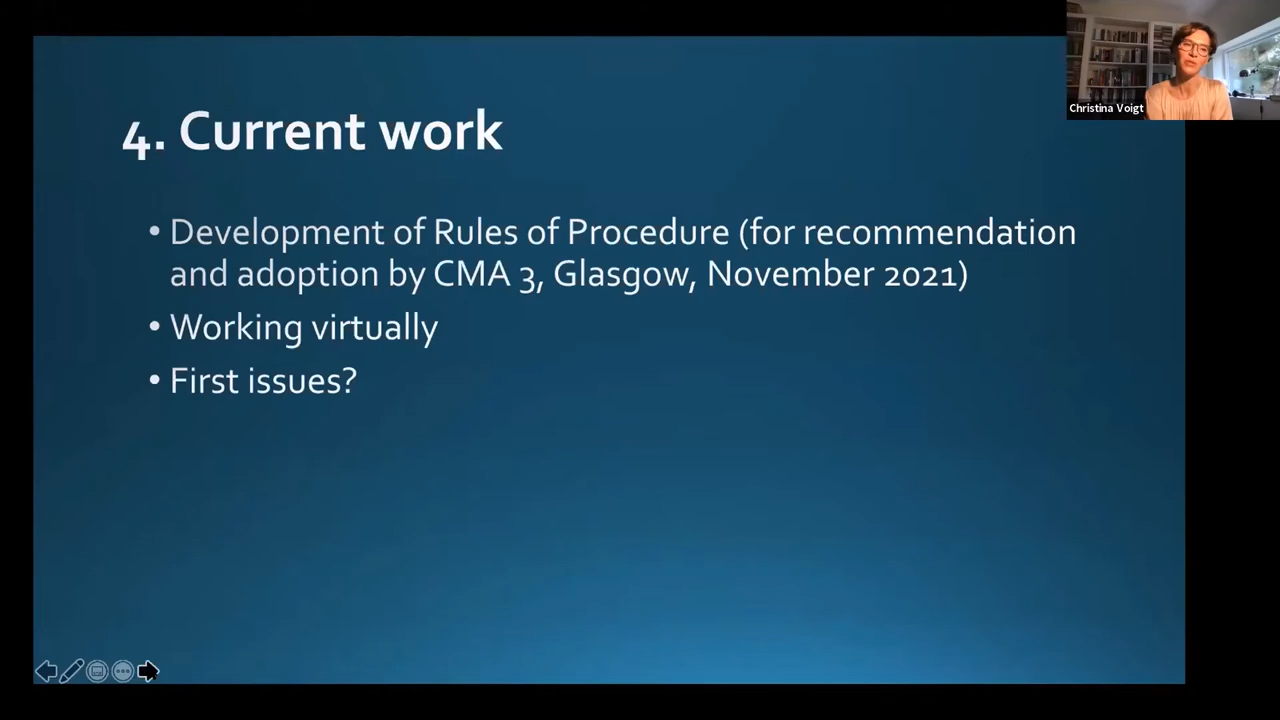 Christina Voigt
4. Current work
• Development of Rules of Procedure (for recommendation
and adoption by CMA 3, Glasgow, November 2021)
• Working virtually
• First issues?